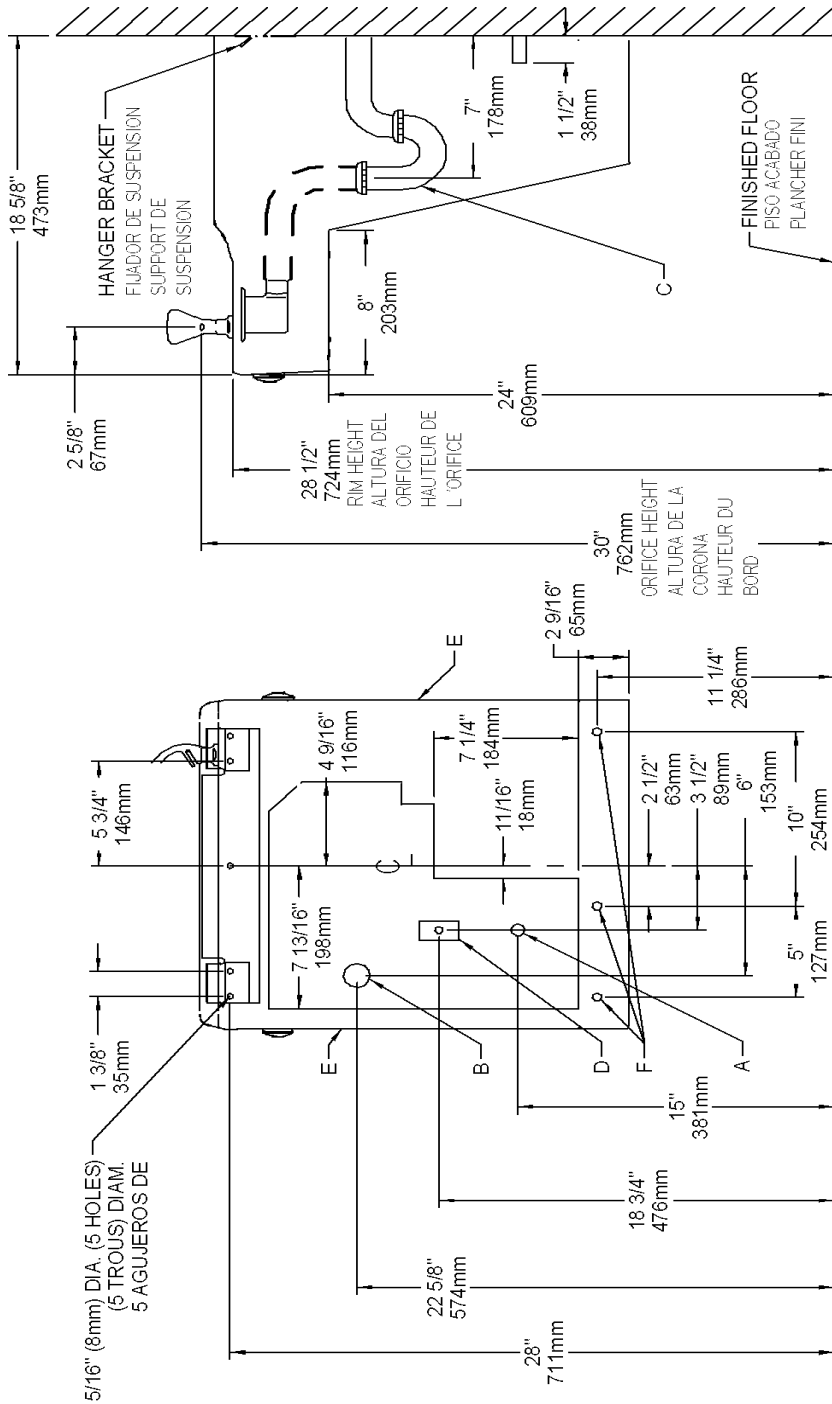 5/16" (8mm) DIA. (5 HOLES)
(5 TROUS) DIAM.
5 AGUJEROS DE
1 3/8"
35mm
5 3/4"
146mm
28"
711mm
22 5/8"
574mm
18 3/4"
476mm
15"
381mm
E
B
D
F
A
7 13/16"
198mm
4 9/16"
116mm
C
11/16"
18mm
7 1/4"
184mm
E
2 9/16"
65mm
5"
127mm
10"
254mm
2 1/2"
63mm
3 1/2"
89mm
6"
153mm
11 1/4"
286mm
2 5/8"
67mm
18 5/8"
473mm
HANGER BRACKET
FIJADOR DE SUSPENSION
SUPPORT DE
SUSPENSION
28 1/2"
724mm
RIM HEIGHT
ALTURA DEL
ORIFICIO
HAUTEUR DE
L 'ORIFICE
30"
762mm
ORIFICE HEIGHT
ALTURA DE LA
CORONA
HAUTEUR DU
BORD
8"
203mm
24"
609mm
C
7"
178mm
1 1/2"
38mm
FINISHED FLOOR
PISO ACABADO
PLANCHER FINI